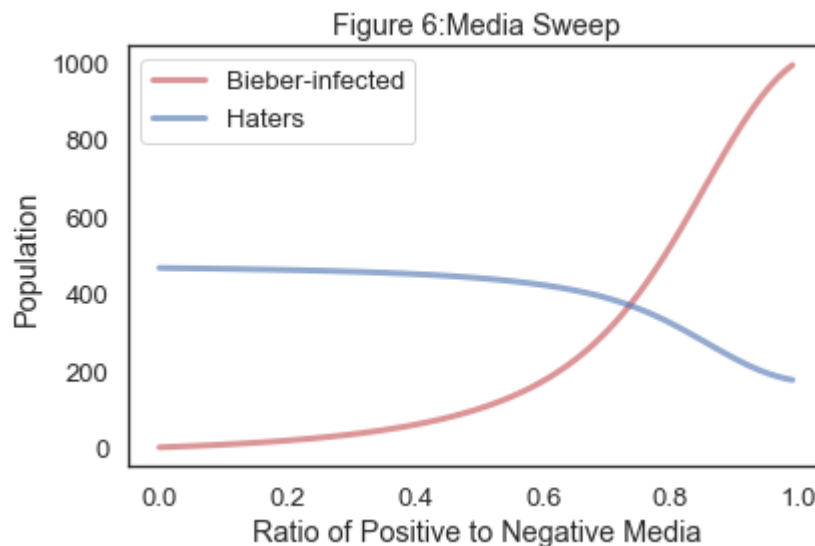 Figure 6:Media Sweep
Bieber-infected
Haters
Population
1000
800
600
400
200
0
0.0 0.2 0.4 0.6 0.8 1.0
Ratio of Positive to Negative Media